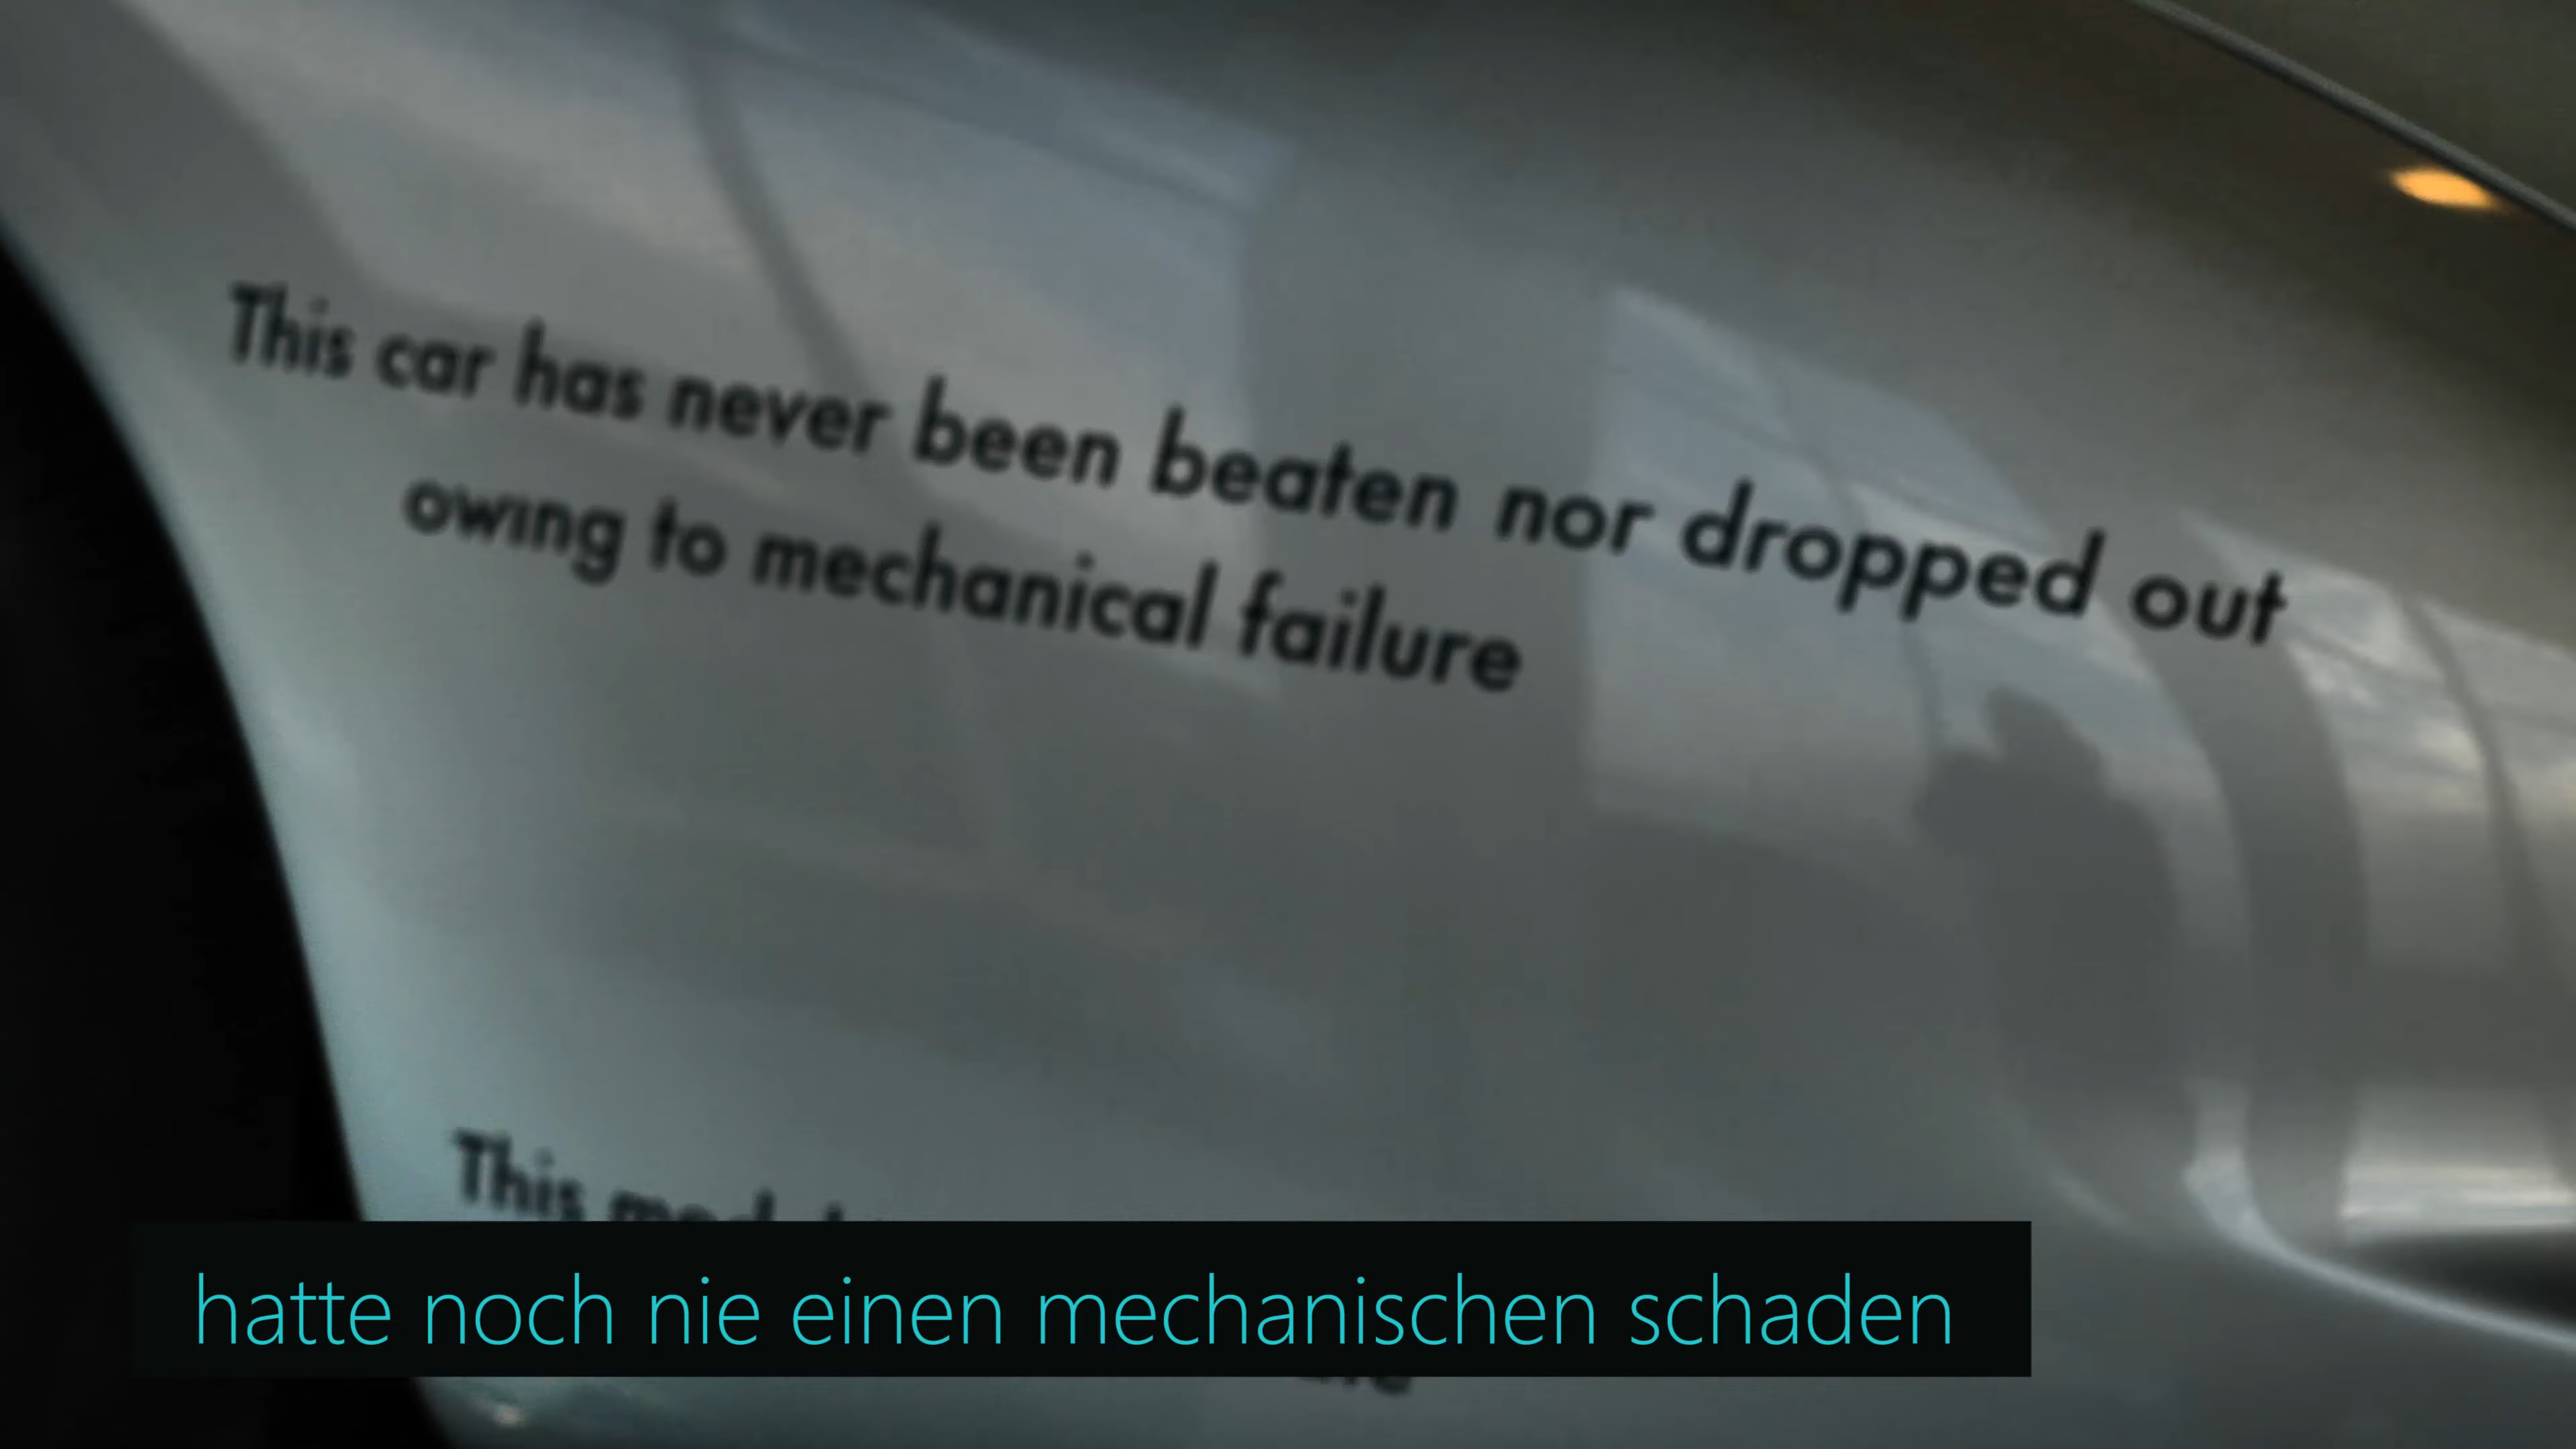 This car has never been beaten nor dropped out
owing to mechanical failure
This
hatte noch nie einen mechanischen schaden